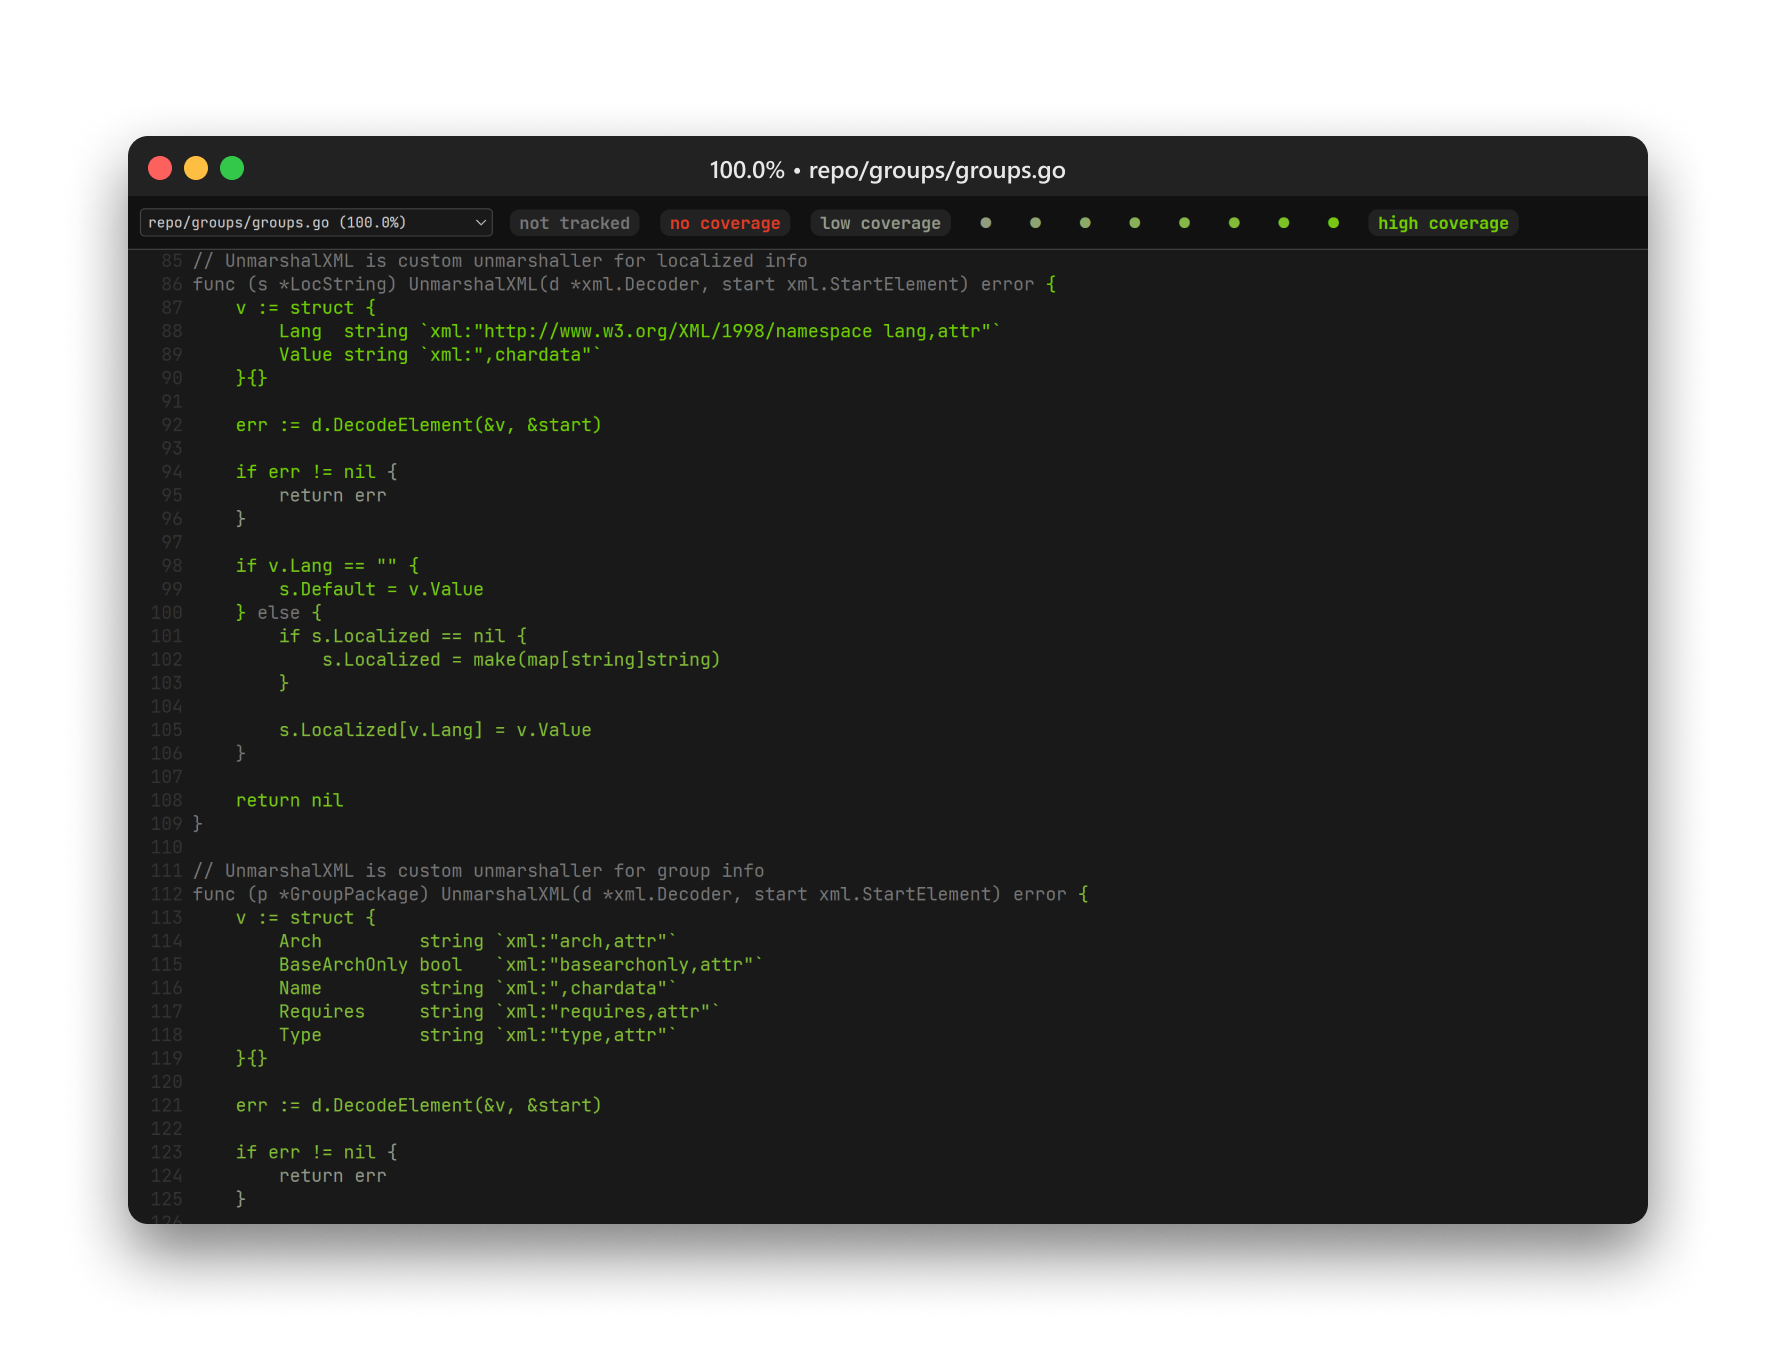 100.0% • repo/groups/groups.go
repo/groups/groups.go (100.0%) not tracked no coverage low coverage high coverage
85 // UnmarshalXML is custom unmarshaller for localized info
86 func (s *LocString) UnmarshalXML(d *xml.Decoder, start xml.StartElement) error {
87     v := struct {
88         Lang  string `xml:"http://www.w3.org/XML/1998/namespace lang,attr"`
89         Value string `xml:",chardata"`
90     }{}
91
92     err := d.DecodeElement(&v, &start)
93
94     if err != nil {
95         return err
96     }
97
98     if v.Lang == "" {
99         s.Default = v.Value
100     } else {
101         if s.Localized == nil {
102             s.Localized = make(map[string]string)
103         }
104
105         s.Localized[v.Lang] = v.Value
106     }
107
108     return nil
109 }
110
111 // UnmarshalXML is custom unmarshaller for group info
112 func (p *GroupPackage) UnmarshalXML(d *xml.Decoder, start xml.StartElement) error {
113     v := struct {
114         Arch         string `xml:"arch,attr"`
115         BaseArchOnly bool   `xml:"basearchonly,attr"`
116         Name         string `xml:",chardata"`
117         Requires     string `xml:"requires,attr"`
118         Type         string `xml:"type,attr"`
119     }{}
120
121     err := d.DecodeElement(&v, &start)
122
123     if err != nil {
124         return err
125     }
126